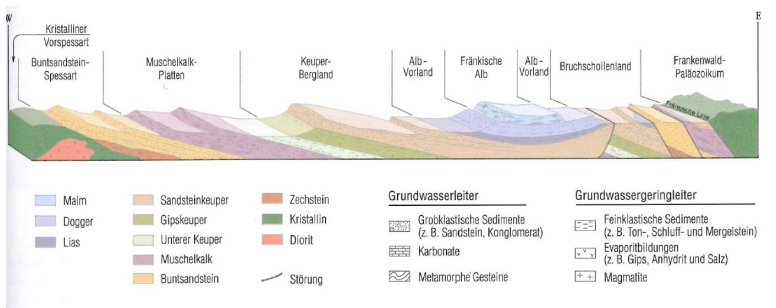 W
E
Kristalliner
Vorspessart
Buntsandstein-
Spessart
Muschelkalk-
Platten
Keuper-
Bergland
Alb-
Vorland
Fränkische
Alb
Alb-
Vorland
Bruchschollenland
Frankenwald-
Paläozoikum
Fränkische Linie
Malm
Dogger
Lias
Sandsteinkeuper
Gipskeuper
Unterer Keuper
Muschelkalk
Buntsandstein
Zechstein
Kristallin
Diorit
Störung
Grundwasserleiter
Grobklastische Sedimente
(z. B. Sandstein, Konglomerat)
Karbonate
Metamorphe Gesteine
Grundwassergeringleiter
Feinklastische Sedimente
(z. B. Ton-, Schluff- und Mergelstein)
Evaporitbildungen
(z. B. Gips, Anhydrit und Salz)
Magmatite